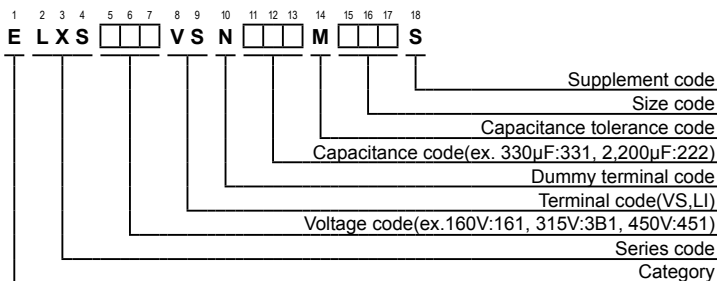 1 2 3 4 5 6 7 8 9 10 11 12 13 14 15 16 17 18
E L X S V S N M S
Supplement code
Size code
Capacitance tolerance code
Capacitance code(ex. 330μF:331, 2,200μF:222)
Dummy terminal code
Terminal code(VS,LI)
Voltage code(ex.160V:161, 315V:3B1, 450V:451)
Series code
Category